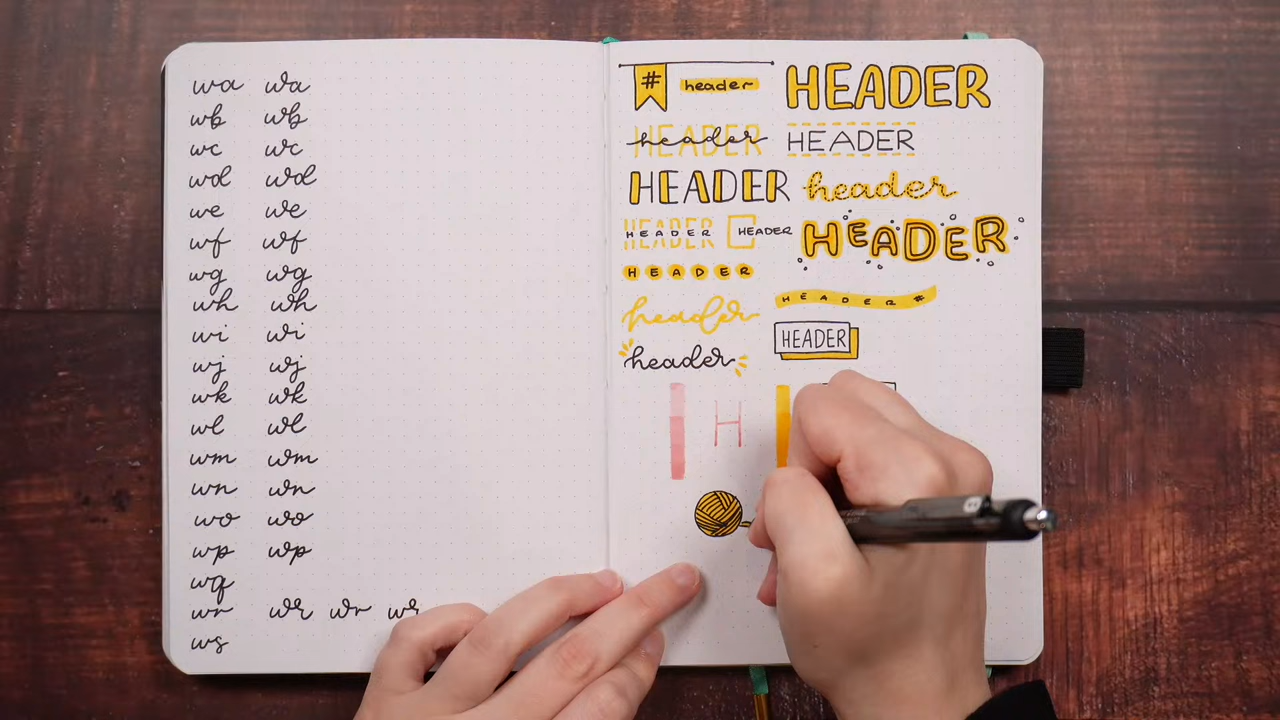 wa wa
wb wb
wc wc
wd wd
we we
wf wf
wg wg
wh wh
wi wi
wj wj
wk wk
wl wl
wm wm
wn wn
wo wo
wp wp
wq
wr wr wr wr
ws
# header HEADER
HEADER header HEADER
HEADER header
HEADER HEADER HEADER HEADER
HEADER
header HEADER #
header HEADER
H